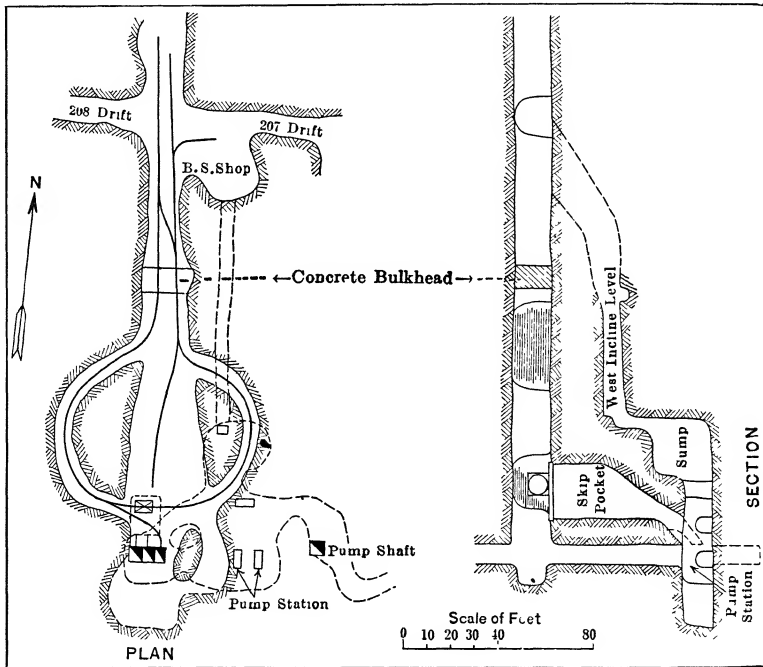 208 Drift
207 Drift
B.S.Shop
N
←Concrete Bulkhead→
West Incline Level
Sump
SECTION
Skip
Pocket
Pump Shaft
Pump Station
Pump
Station
PLAN
Scale of Feet
0 10 20 30 40 80